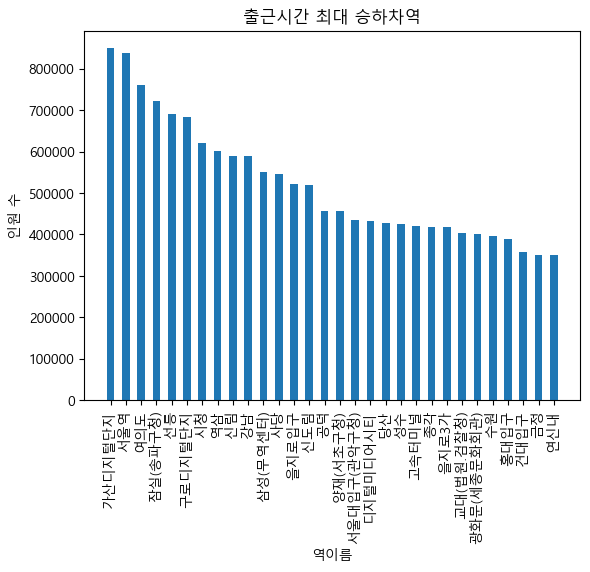 출근시간 최대 승하차역
인원 수
800000
700000
600000
500000
400000
300000
200000
100000
0
가산디지털단지
서울역
여의도
잠실(송파구청)
선릉
구로디지털단지
시청
역삼
신림
강남
삼성(무역센터)
사당
을지로입구
신도림
공덕
양재(서초구청)
서울대입구(관악구청)
디지털미디어시티
당산
성수
고속터미널
종각
을지로3가
교대(법원.검찰청)
광화문(세종문화회관)
수원
홍대입구
건대입구
금정
연신내
역이름